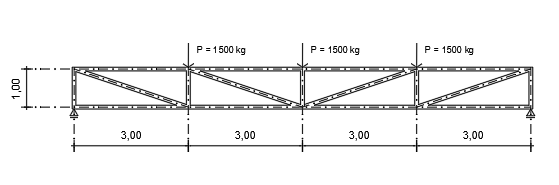 P = 1500 kg P = 1500 kg P = 1500 kg
1,00
3,00 3,00 3,00 3,00